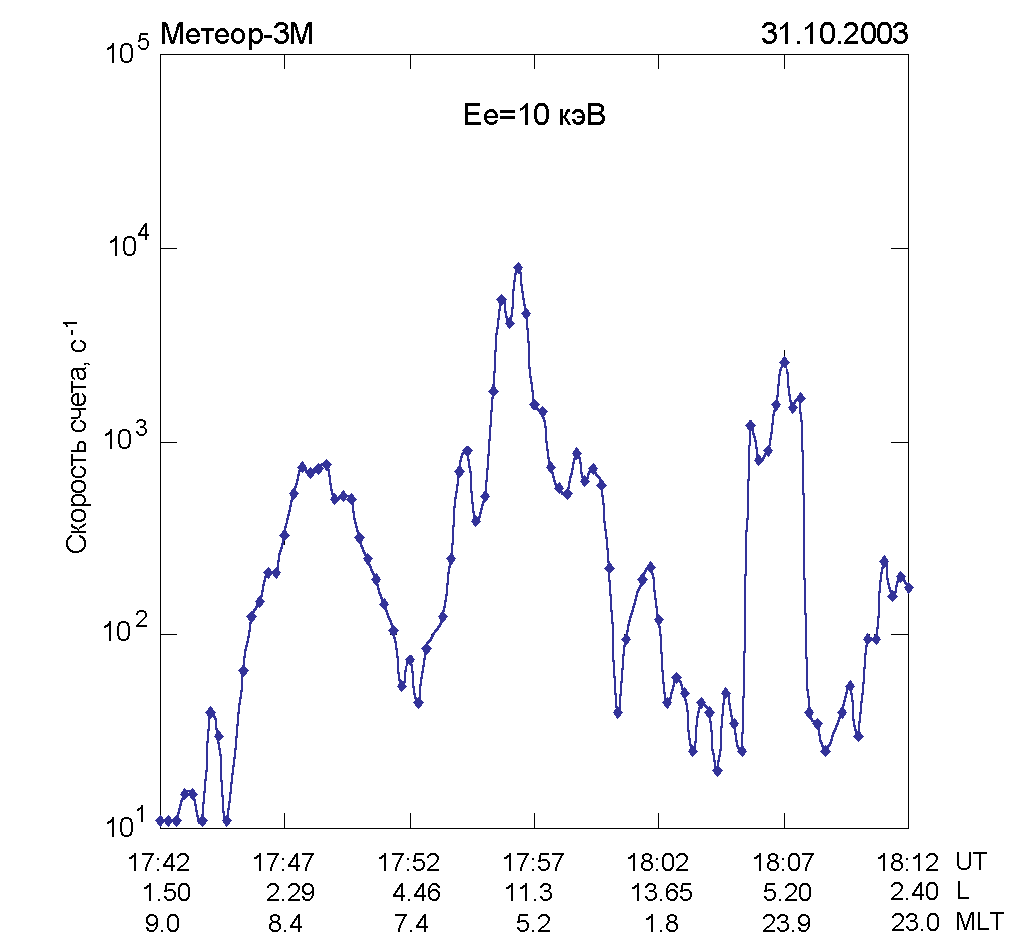 Метеор-3М 31.10.2003
Ee=10 кэВ
10^5
10^4
10^3
10^2
10^1
Скорость счета, с^-1
17:42 17:47 17:52 17:57 18:02 18:07 18:12 UT
1.50 2.29 4.46 11.3 13.65 5.20 2.40 L
9.0 8.4 7.4 5.2 1.8 23.9 23.0 MLT